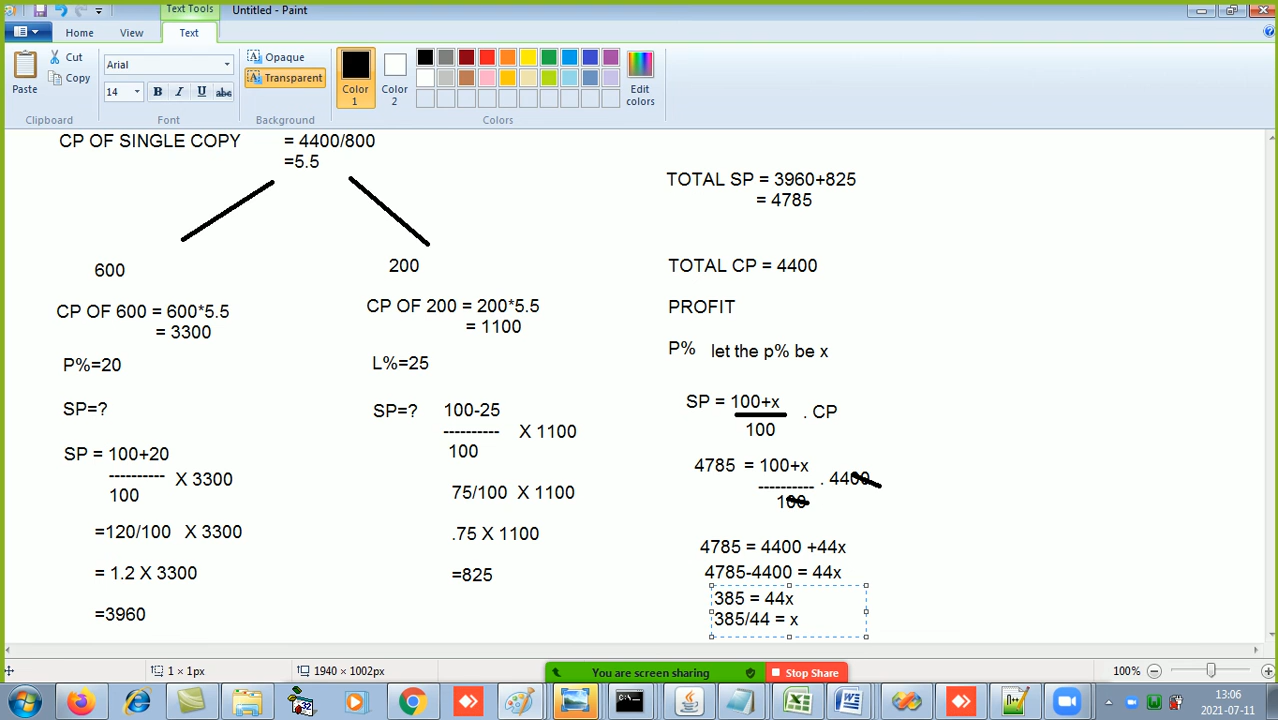 Text Tools
Untitled - Paint
Home
View
Text
Paste
Cut
Copy
Clipboard
Arial
14
B I U abc
Font
Opaque
Transparent
Background
Color 1
Color 2
Edit colors
Colors
CP OF SINGLE COPY = 4400/800
=5.5
600
CP OF 600 = 600*5.5
= 3300
P%=20
SP=?
SP = 100+20
---------- X 3300
100
=120/100 X 3300
= 1.2 X 3300
=3960
200
CP OF 200 = 200*5.5
= 1100
L%=25
SP=? 100-25
---------- X 1100
100
75/100 X 1100
.75 X 1100
=825
TOTAL SP = 3960+825
= 4785
TOTAL CP = 4400
PROFIT
P% let the p% be x
SP = 100+x
. CP
100
4785 = 100+x
---------- . 4400
100
4785 = 4400 +44x
4785-4400 = 44x
385 = 44x
385/44 = x
1 × 1px
1940 × 1002px
You are screen sharing
Stop Share
100%
13:06
2021-07-11